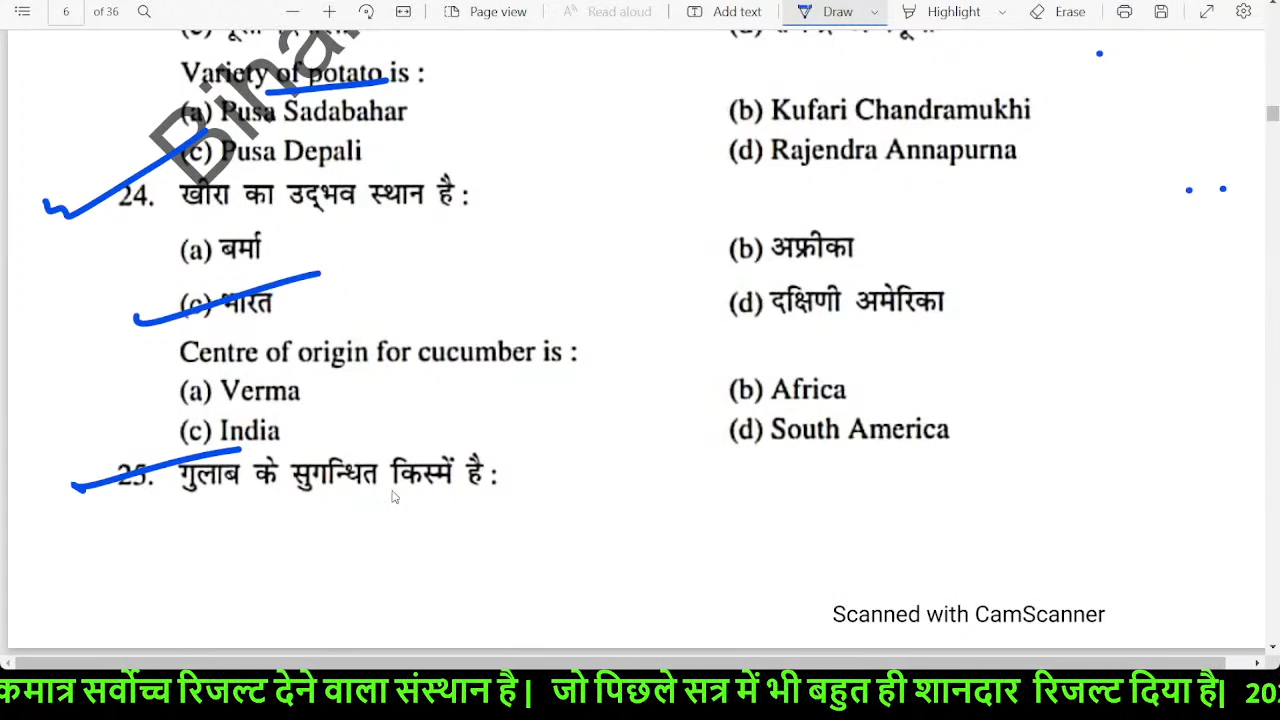 6 of 36 Page view Read aloud Add text Draw Highlight Erase
Variety of potato is :
(a) Pusa Sadabahar (b) Kufari Chandramukhi
(c) Pusa Depali (d) Rajendra Annapurna
24. खीरा का उद्भव स्थान है :
(a) बर्मा (b) अफ्रीका
(c) भारत (d) दक्षिणी अमेरिका
Centre of origin for cucumber is :
(a) Verma (b) Africa
(c) India (d) South America
25. गुलाब के सुगन्धित किस्में है :
Scanned with CamScanner
कमात्र सर्वोच्च रिजल्ट देने वाला संस्थान है | जो पिछले सत्र में भी बहुत ही शानदार रिजल्ट दिया है|